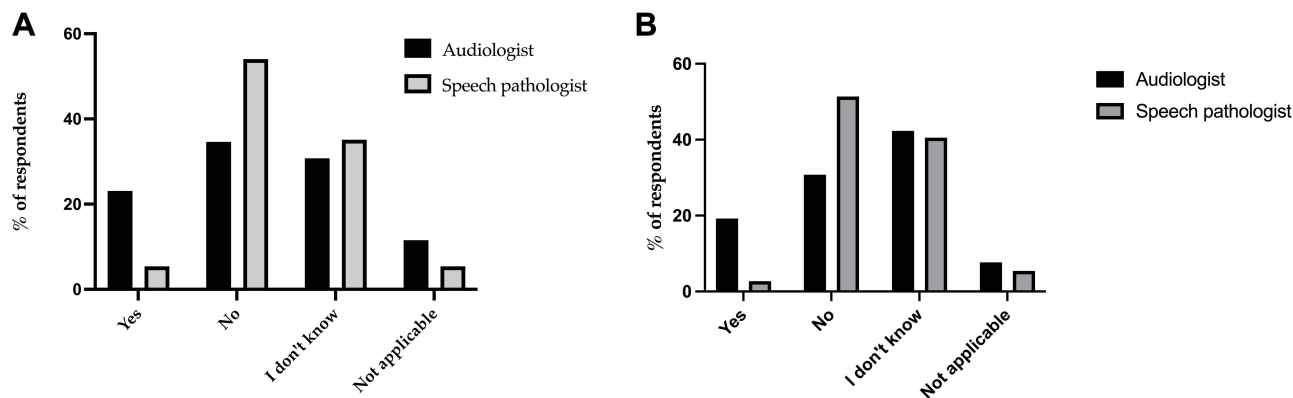 A
60
40
20
0
% of respondents
Audiologist
Speech pathologist
Yes
No
I don't know
Not applicable
B
60
40
20
0
% of respondents
Audiologist
Speech pathologist
Yes
No
I don't know
Not applicable